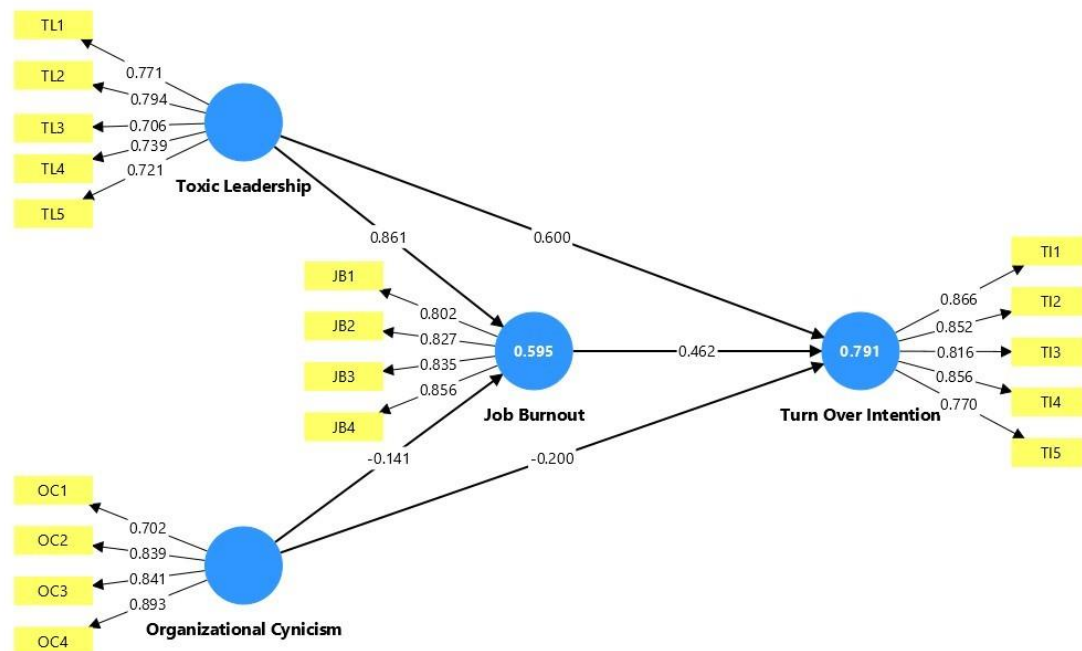 TL1
0.771
TL2
0.794
TL3
0.706
TL4
0.739
TL5
0.721
Toxic Leadership
0.861
0.600
JB1
0.802
JB2
0.827
JB3
0.835
JB4
0.856
0.595
Job Burnout
0.462
0.791
Turn Over Intention
TI1
0.866
TI2
0.852
TI3
0.816
TI4
0.856
TI5
0.770
-0.141
-0.200
OC1
0.702
OC2
0.839
OC3
0.841
OC4
0.893
Organizational Cynicism